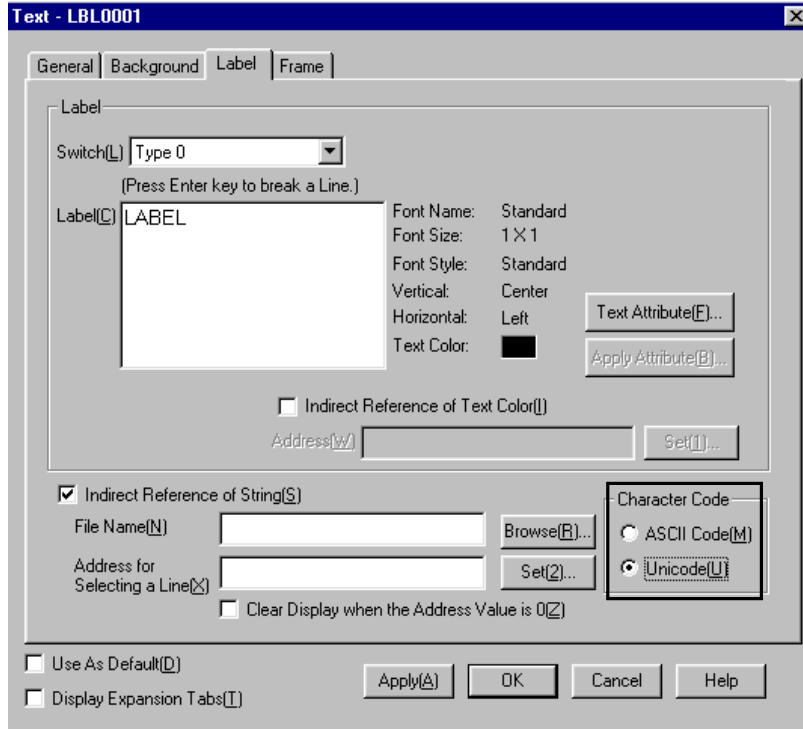 Text - LBL0001
General Background Label Frame
Label
Switch(L) Type 0
(Press Enter key to break a Line.)
Label(C) LABEL
Font Name: Standard
Font Size: 1 X 1
Font Style: Standard
Vertical: Center
Horizontal: Left
Text Color:
Text Attribute(F)...
Apply Attribute(B)...
Indirect Reference of Text Color(I)
Address(W) Set(1)...
Indirect Reference of String(S)
File Name(N) Browse(R)...
Address for
Selecting a Line(X) Set(2)...
Clear Display when the Address Value is 0(Z)
Character Code
ASCII Code(M)
Unicode(U)
Use As Default(D)
Display Expansion Tabs(T)
Apply(A) OK Cancel Help